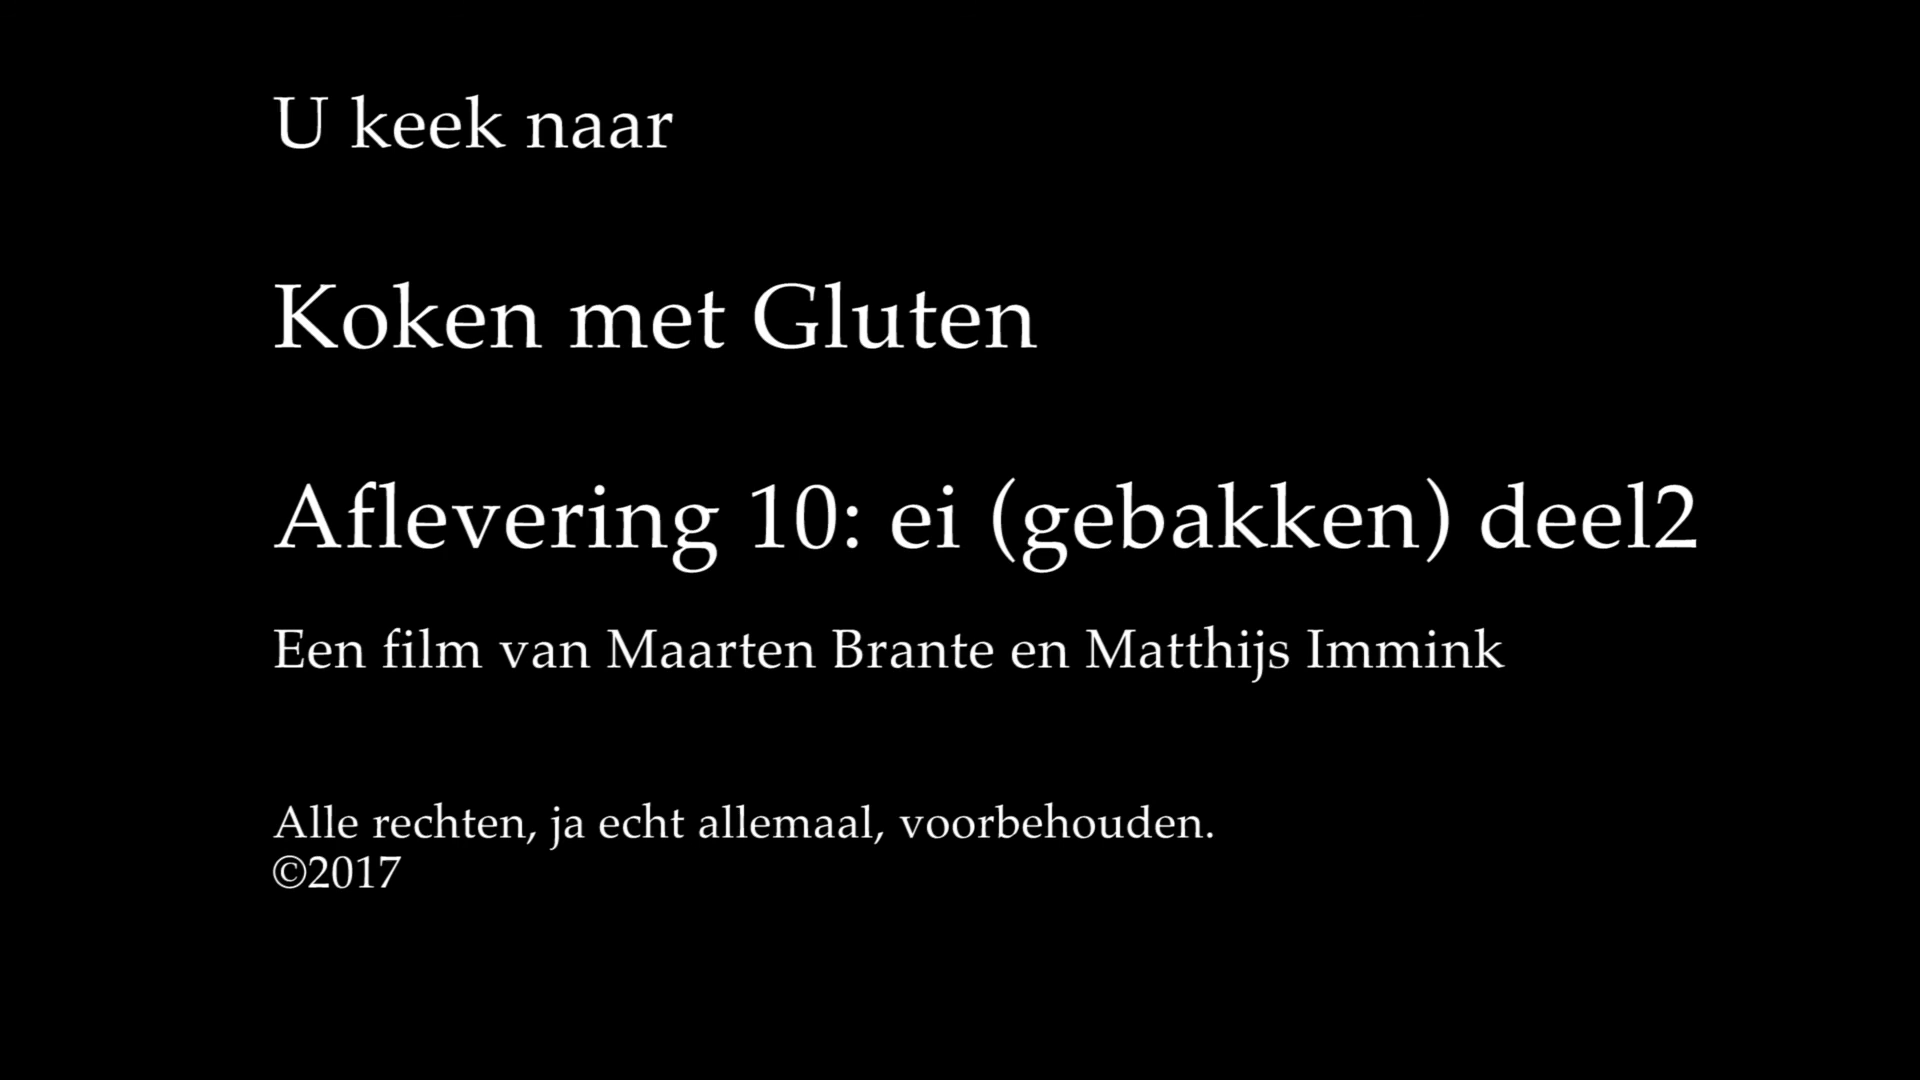 U keek naar
Koken met Gluten
Aflevering 10: ei (gebakken) deel2
Een film van Maarten Brante en Matthijs Immink
Alle rechten, ja echt allemaal, voorbehouden.
©2017